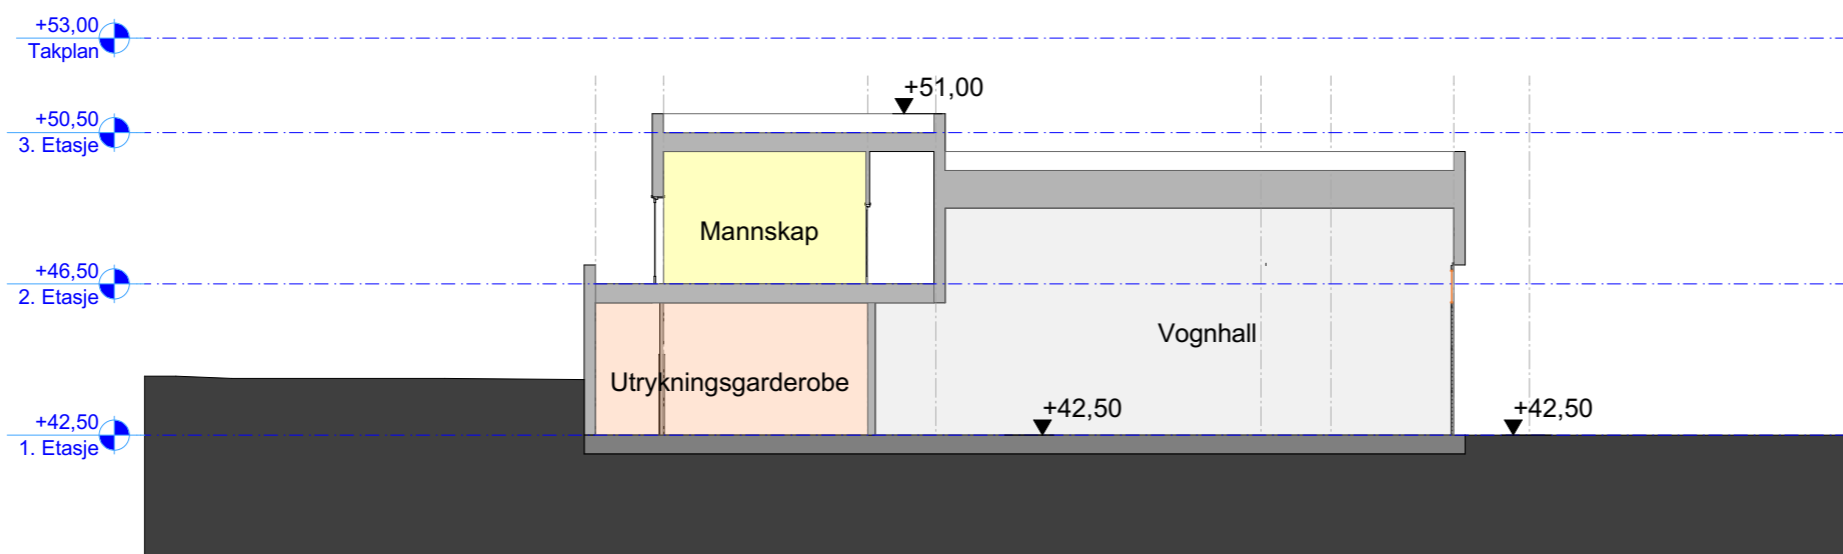 +53,00
Takplan
+51,00
+50,50
3. Etasje
Mannskap
+46,50
2. Etasje
Vognhall
Utrykningsgarderobe
+42,50
+42,50
+42,50
1. Etasje